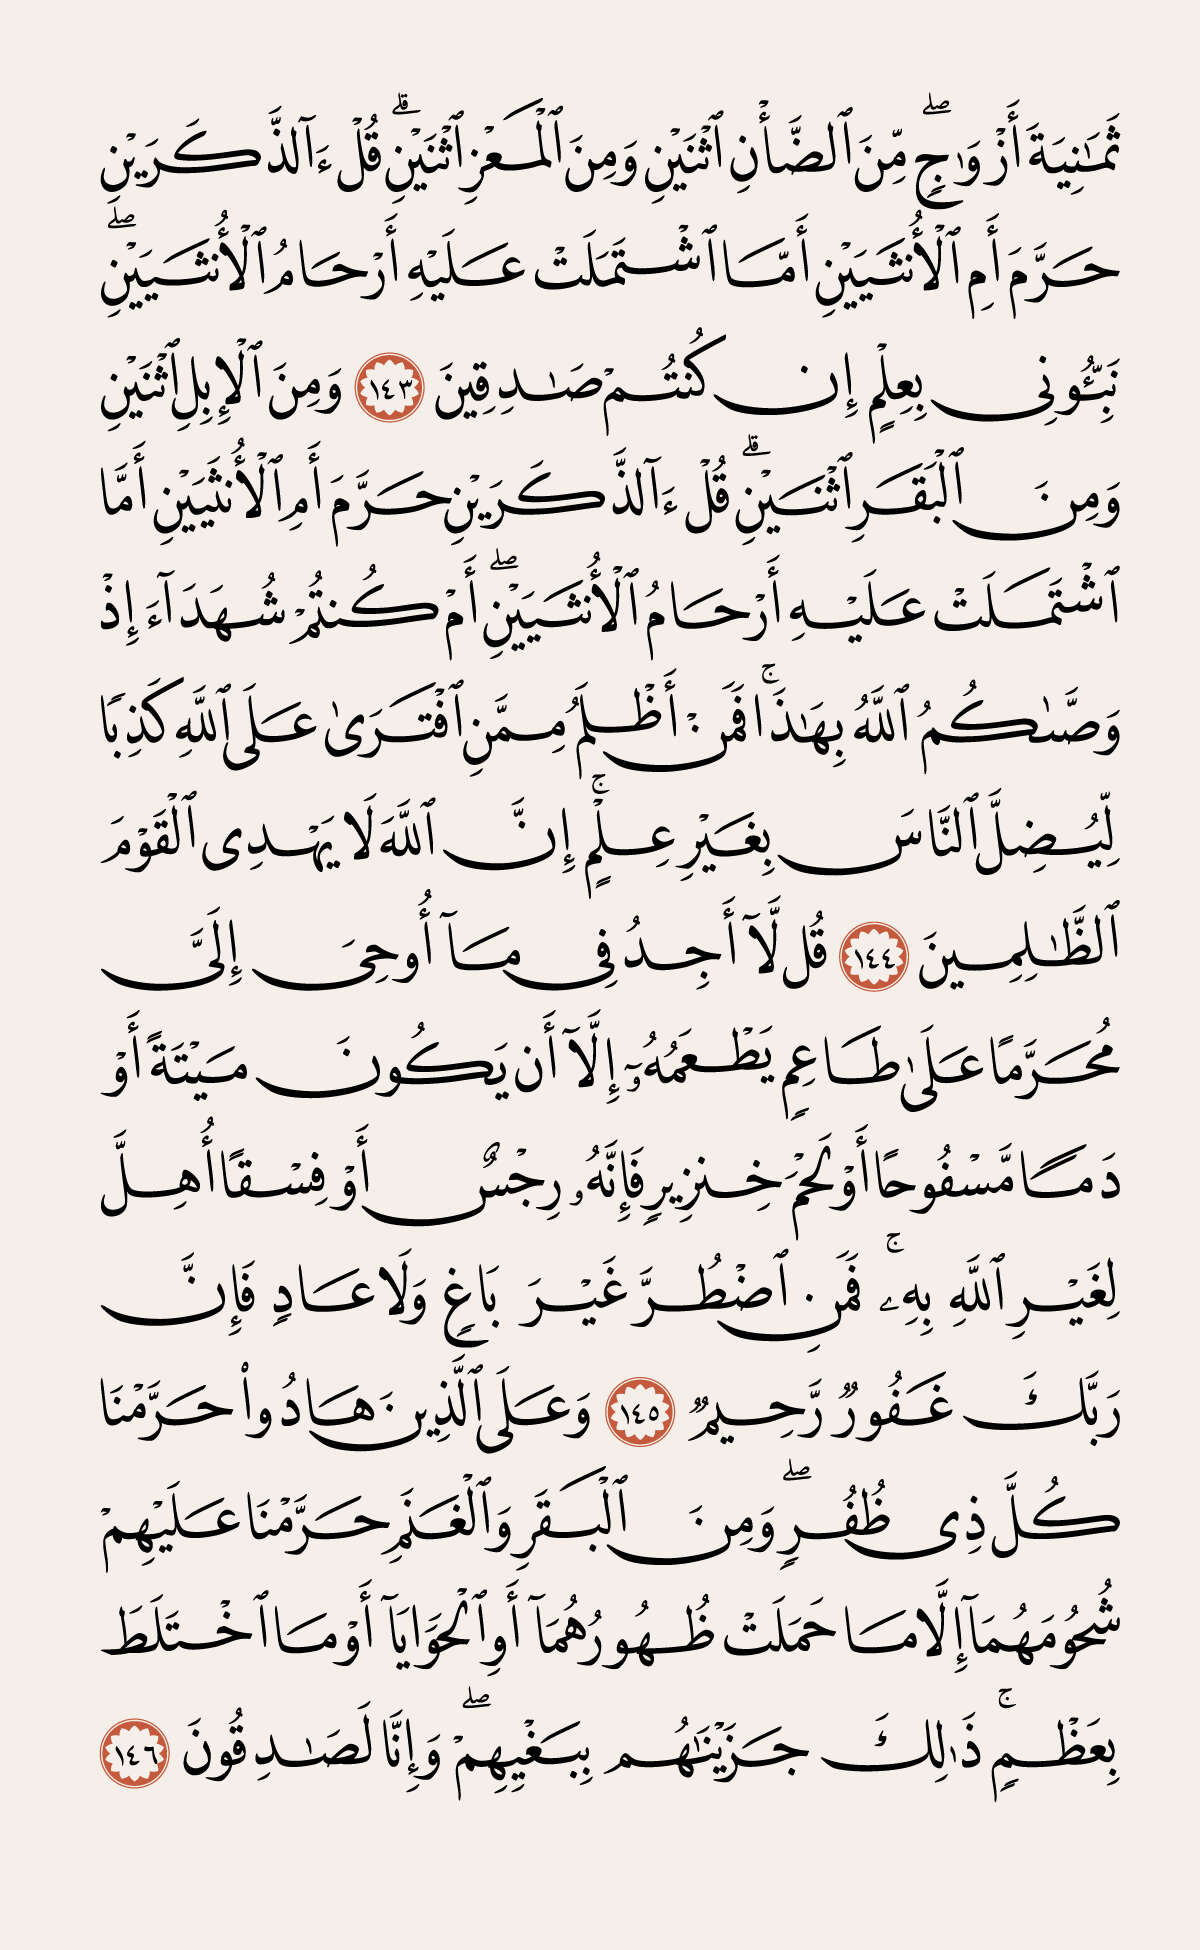 ثَمَـٰنِيَةَ أَزْوَٰجٍۢ ۖ مِّنَ ٱلضَّأْنِ ٱثْنَيْنِ وَمِنَ ٱلْمَعْزِ ٱثْنَيْنِ ۗ قُلْ ءَآلذَّكَرَيْنِ
حَرَّمَ أَمِ ٱلْأُنثَيَيْنِ أَمَّا ٱشْتَمَلَتْ عَلَيْهِ أَرْحَامُ ٱلْأُنثَيَيْنِ ۖ
نَبِّـُٔونِى بِعِلْمٍ إِن كُنتُمْ صَـٰدِقِينَ ١٤٣ وَمِنَ ٱلْإِبِلِ ٱثْنَيْنِ
وَمِنَ ٱلْبَقَرِ ٱثْنَيْنِ ۗ قُلْ ءَآلذَّكَرَيْنِ حَرَّمَ أَمِ ٱلْأُنثَيَيْنِ أَمَّا
ٱشْتَمَلَتْ عَلَيْهِ أَرْحَامُ ٱلْأُنثَيَيْنِ ۖ أَمْ كُنتُمْ شُهَدَآءَ إِذْ
وَصَّىٰكُمُ ٱللَّهُ بِهَـٰذَا ۚ فَمَنْ أَظْلَمُ مِمَّنِ ٱفْتَرَىٰ عَلَى ٱللَّهِ كَذِبًا
لِّيُضِلَّ ٱلنَّاسَ بِغَيْرِ عِلْمٍ ۚ إِنَّ ٱللَّهَ لَا يَهْدِى ٱلْقَوْمَ
ٱلظَّـٰلِمِينَ ١٤٤ قُل لَّآ أَجِدُ فِى مَآ أُوحِىَ إِلَىَّ
مُحَرَّمًا عَلَىٰ طَاعِمٍ يَطْعَمُهُۥٓ إِلَّآ أَن يَكُونَ مَيْتَةً أَوْ
دَمًا مَّسْفُوحًا أَوْ لَحْمَ خِنزِيرٍ فَإِنَّهُۥ رِجْسٌ أَوْ فِسْقًا أُهِلَّ
لِغَيْرِ ٱللَّهِ بِهِۦ ۚ فَمَنِ ٱضْطُرَّ غَيْرَ بَاغٍ وَلَا عَادٍ فَإِنَّ
رَبَّكَ غَفُورٌ رَّحِيمٌ ١٤٥ وَعَلَى ٱلَّذِينَ هَادُوا۟ حَرَّمْنَا
كُلَّ ذِى ظُفُرٍ ۖ وَمِنَ ٱلْبَقَرِ وَٱلْغَنَمِ حَرَّمْنَا عَلَيْهِمْ
شُحُومَهُمَآ إِلَّا مَا حَمَلَتْ ظُهُورُهُمَآ أَوِ ٱلْحَوَايَآ أَوْ مَا ٱخْتَلَطَ
بِعَظْمٍ ۚ ذَٰلِكَ جَزَيْنَـٰهُم بِبَغْيِهِمْ ۖ وَإِنَّا لَصَـٰدِقُونَ ١٤٦